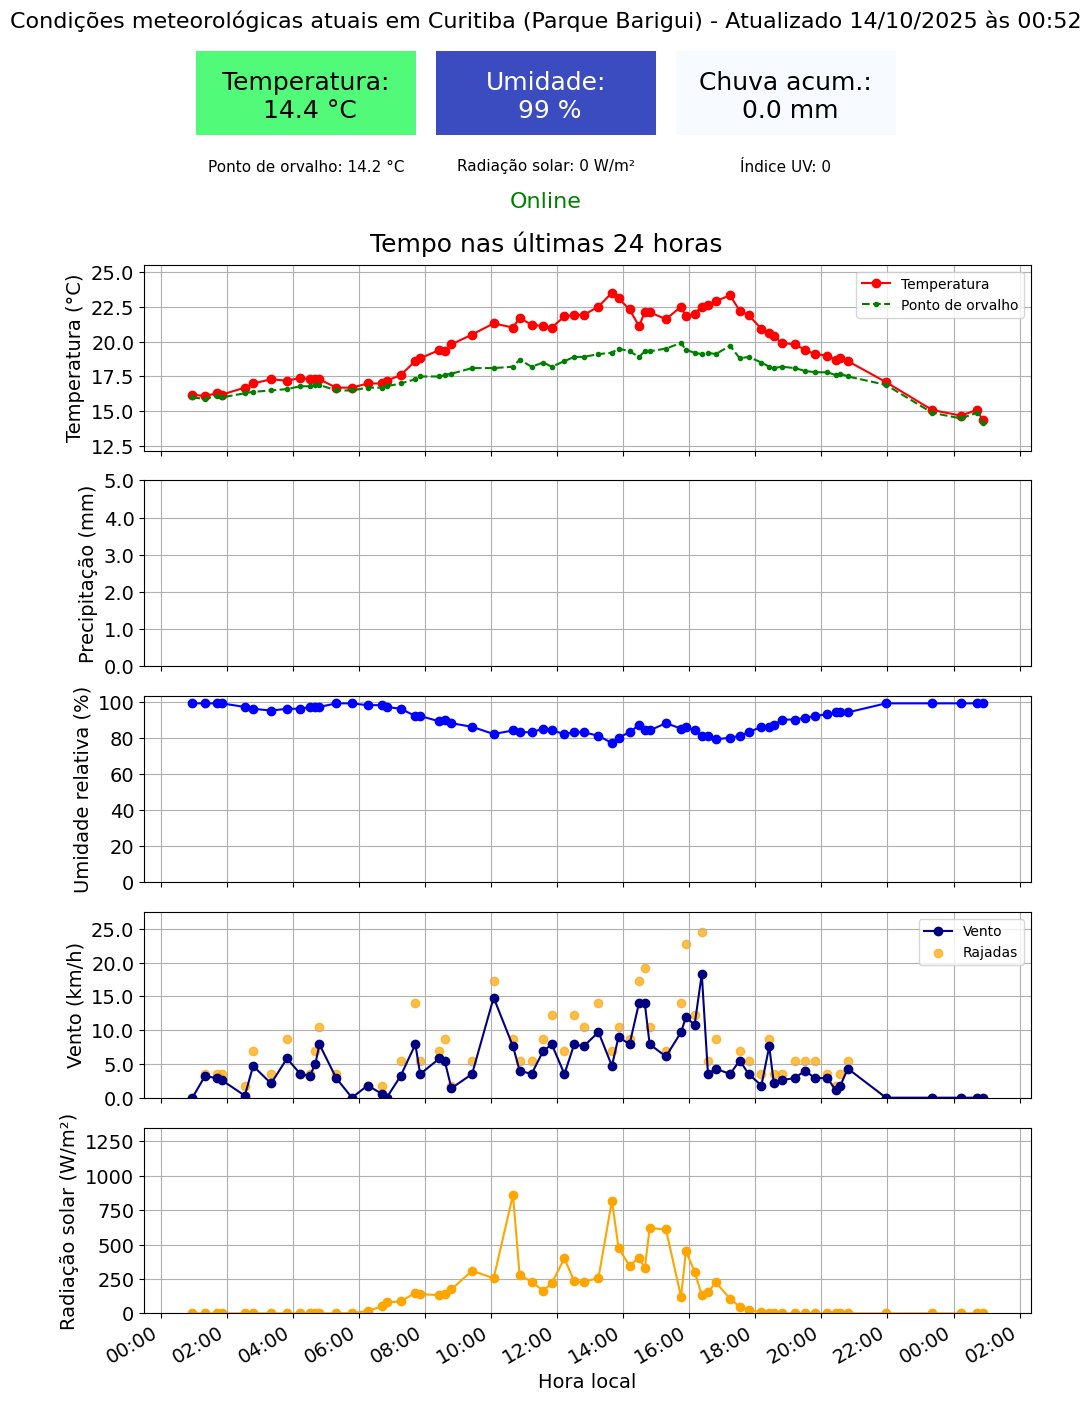 Condições meteorológicas atuais em Curitiba (Parque Barigui) - Atualizado 14/10/2025 às 00:52
Temperatura:
14.4 °C
Umidade:
99 %
Chuva acum.:
0.0 mm
Ponto de orvalho: 14.2 °C
Radiação solar: 0 W/m²
Índice UV: 0
Online
Tempo nas últimas 24 horas
Temperatura (°C)
25.0
22.5
20.0
17.5
15.0
12.5
Temperatura
Ponto de orvalho
Precipitação (mm)
5.0
4.0
3.0
2.0
1.0
0.0
Umidade relativa (%)
100
80
60
40
20
0
Vento (km/h)
25.0
20.0
15.0
10.0
5.0
0.0
Vento
Rajadas
Radiação solar (W/m²)
1250
1000
750
500
250
0
00:00
02:00
04:00
06:00
08:00
10:00
12:00
14:00
16:00
18:00
20:00
22:00
00:00
02:00
Hora local